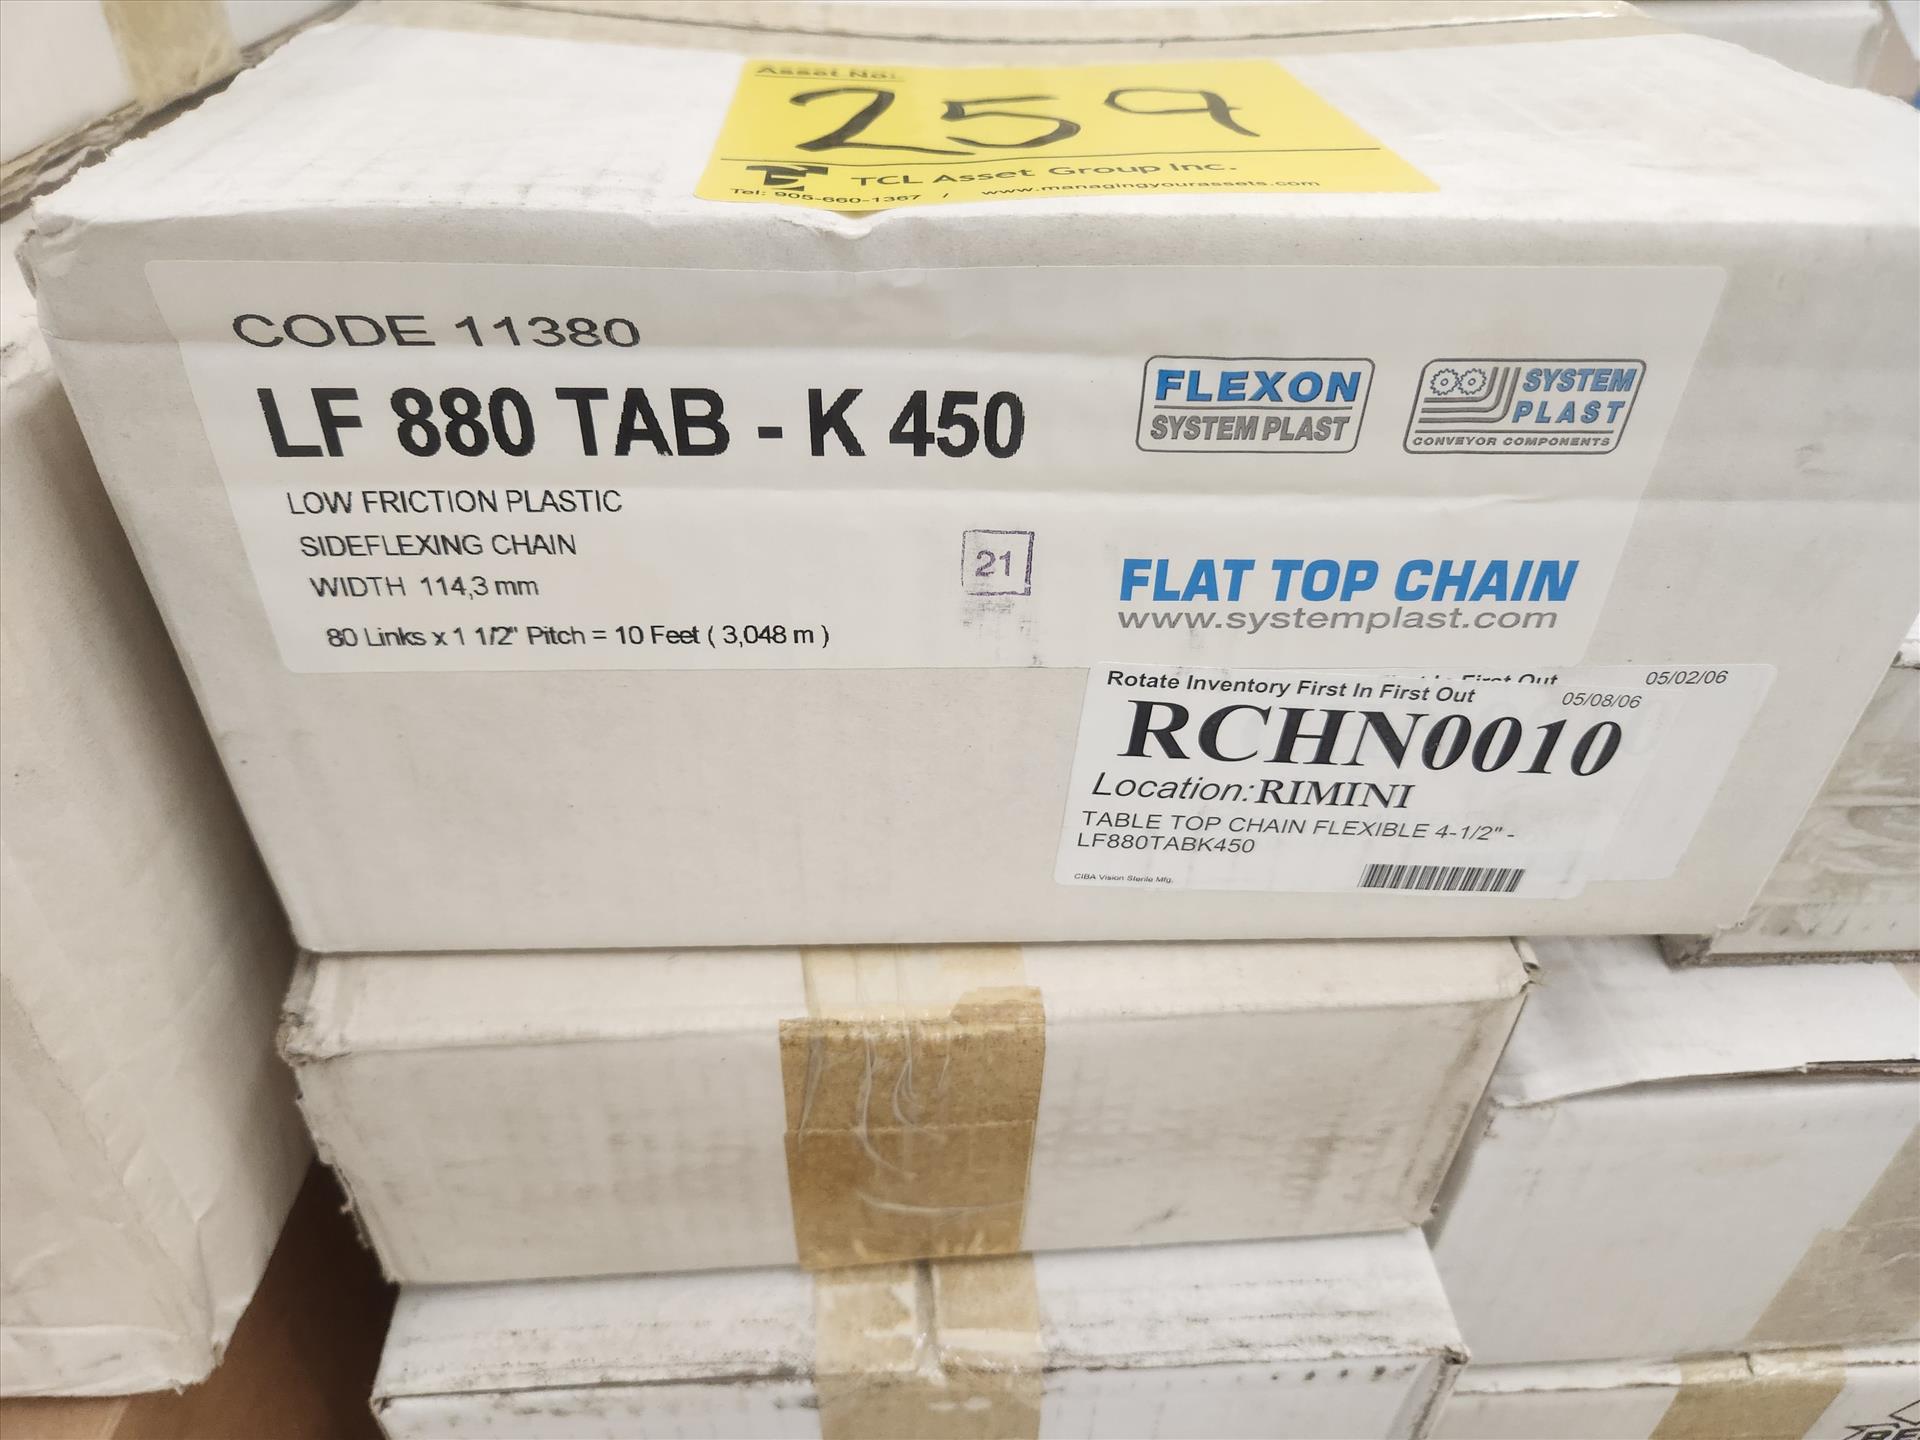 Asset No:
259
TCL Asset Group Inc.
Tel: 905-660-1367 / www.managingyourassets.com
CODE 11380
LF 880 TAB - K 450
LOW FRICTION PLASTIC
SIDEFLEXING CHAIN
WIDTH 114,3 mm
80 Links x 1 1/2" Pitch = 10 Feet ( 3,048 m )
21
FLEXON
SYSTEM PLAST
SYSTEM
PLAST
CONVEYOR COMPONENTS
FLAT TOP CHAIN
www.systemplast.com
First Out 05/02/06
Rotate Inventory First In First Out 05/08/06
RCHN0010
Location:RIMINI
TABLE TOP CHAIN FLEXIBLE 4-1/2" -
LF880TABK450
CIBA Vision Sterile Mfg.